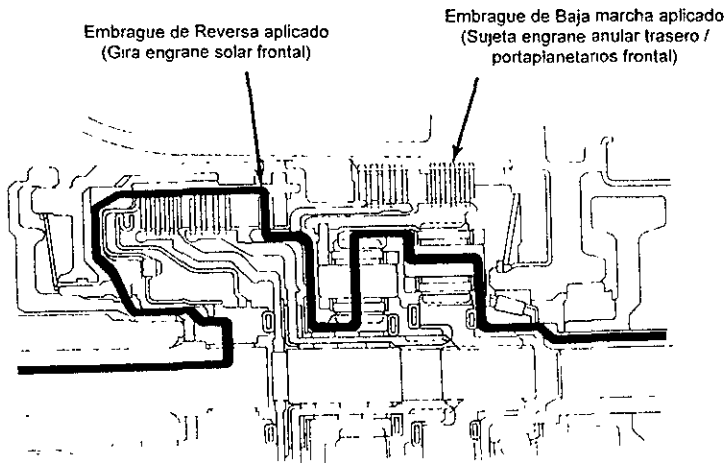 Embrague de Reversa aplicado
(Gira engrane solar frontal)
Embrague de Baja marcha aplicado
(Sujeta engrane anular trasero /
portaplanetarios frontal)